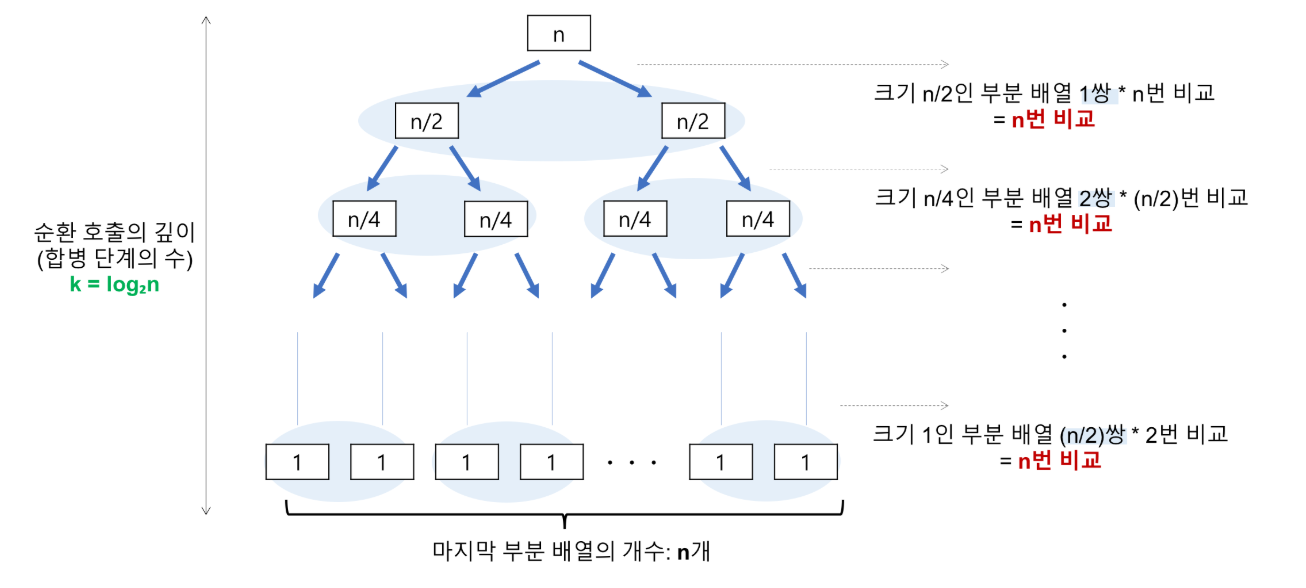 n
크기 n/2인 부분 배열 1쌍 * n번 비교
= n번 비교
n/2 n/2
크기 n/4인 부분 배열 2쌍 * (n/2)번 비교
= n번 비교
n/4 n/4 n/4 n/4
순환 호출의 깊이
(합병 단계의 수)
k = log₂n
크기 1인 부분 배열 (n/2)쌍 * 2번 비교
= n번 비교
1 1 1 1 · · · 1 1
마지막 부분 배열의 개수: n개